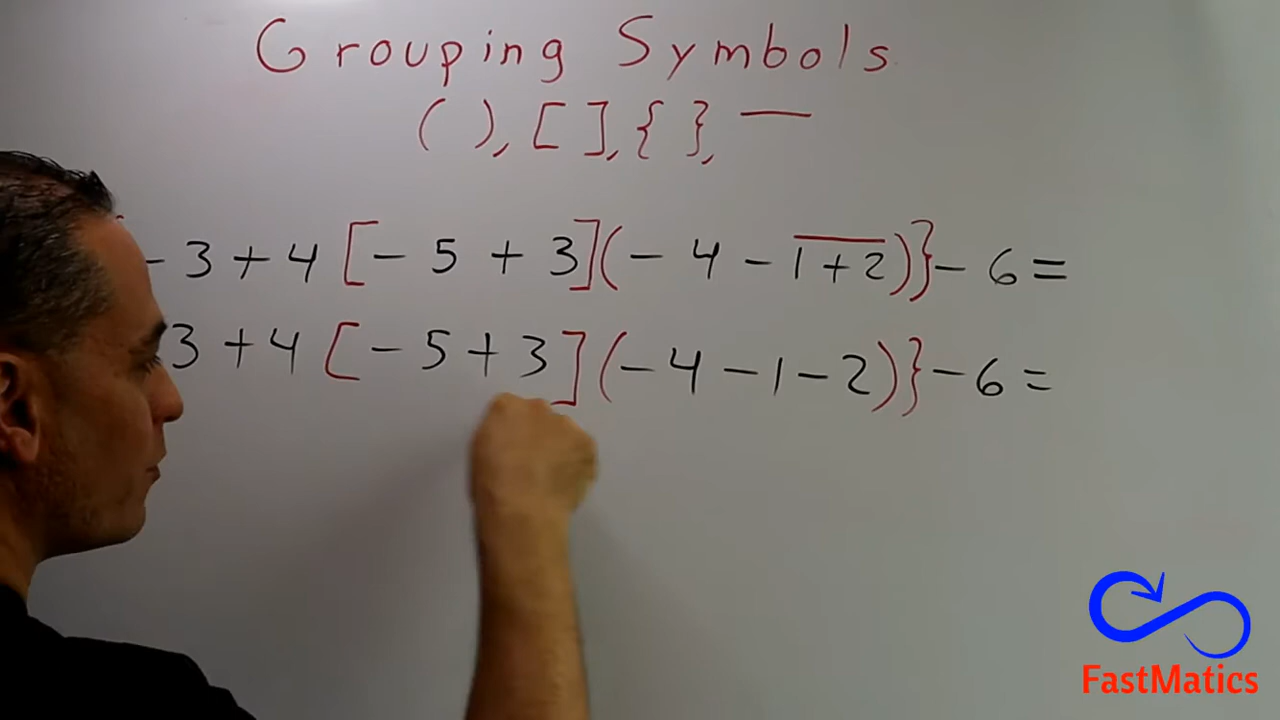 Grouping Symbols
( ), [ ], { }, —
- 3 + 4 [- 5 + 3](- 4 - 1̅ ̅+̅ ̅2̅)} - 6 =
3 + 4 [- 5 + 3](- 4 - 1 - 2)} - 6 =
FastMatics